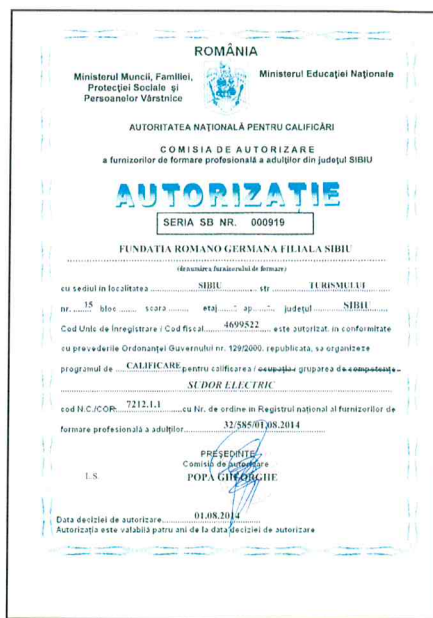 ROMÂNIA
Ministerul Muncii, Familiei,
Protecției Sociale și
Persoanelor Vârstnice
Ministerul Educației Naționale
AUTORITATEA NAȚIONALĂ PENTRU CALIFICĂRI
COMISIA DE AUTORIZARE
a furnizorilor de formare profesională a adulților din județul SIBIU
AUTORIZAȚIE
SERIA SB NR. 000919
FUNDATIA ROMANO GERMANA FILIALA SIBIU
(denumirea furnizorului de formare)
cu sediul in localitatea SIBIU str TURISMULUI
nr. 15 bloc scara etaj - ap - județul SIBIU
Cod Unic de Inregistrare / Cod fiscal 4699522 este autorizat, in conformitate
cu prevederile Ordonanței Guvernului nr. 129/2000, republicata, sa organizeze
programul de CALIFICARE pentru calificarea / ocupația / gruparea de competențe
SUDOR ELECTRIC
cod N.C./COR: 7212.1.1 cu Nr. de ordine in Registrul național al furnizorilor de
formare profesională a adulților 32/585/01.08.2014
PREȘEDINTE
Comisia de autorizare
L.S. POPA GHEORGHE
Data deciziei de autorizare 01.08.2014
Autorizația este valabilă patru ani de la data deciziei de autorizare